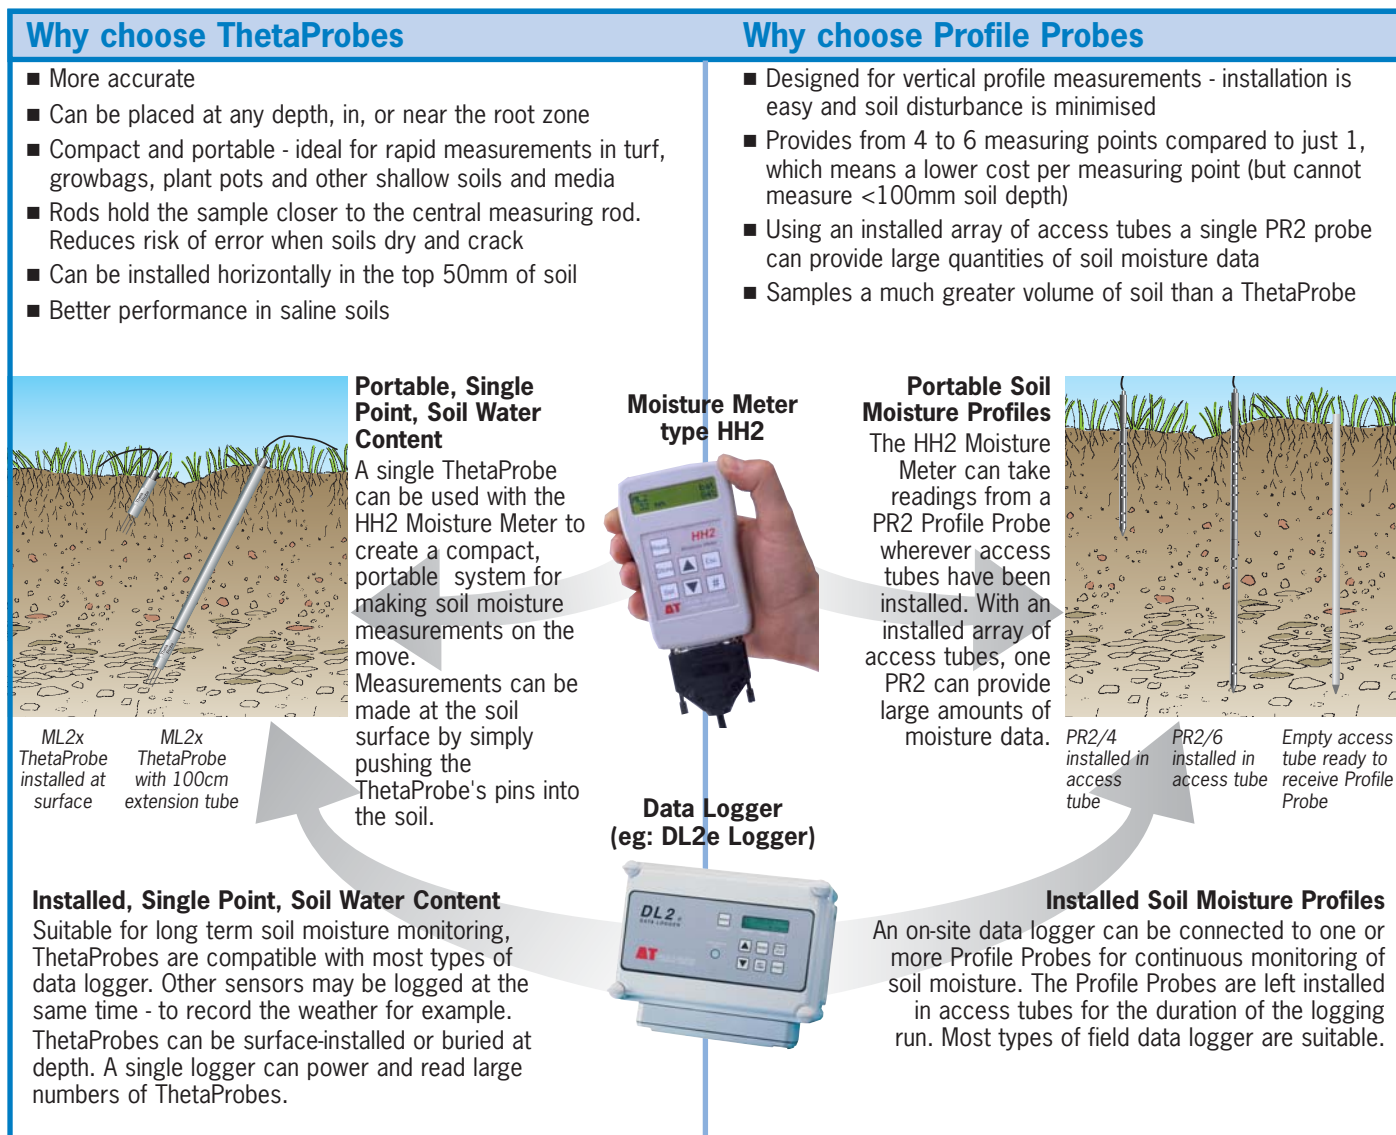 Why choose ThetaProbes
■ More accurate
■ Can be placed at any depth, in, or near the root zone
■ Compact and portable - ideal for rapid measurements in turf,
growbags, plant pots and other shallow soils and media
■ Rods hold the sample closer to the central measuring rod.
Reduces risk of error when soils dry and crack
■ Can be installed horizontally in the top 50mm of soil
■ Better performance in saline soils
Why choose Profile Probes
■ Designed for vertical profile measurements - installation is
easy and soil disturbance is minimised
■ Provides from 4 to 6 measuring points compared to just 1,
which means a lower cost per measuring point (but cannot
measure <100mm soil depth)
■ Using an installed array of access tubes a single PR2 probe
can provide large quantities of soil moisture data
■ Samples a much greater volume of soil than a ThetaProbe
Portable, Single
Point, Soil Water
Content
A single ThetaProbe
can be used with the
HH2 Moisture Meter to
create a compact,
portable system for
making soil moisture
measurements on the
move.
Measurements can be
made at the soil
surface by simply
pushing the
ThetaProbe's pins into
the soil.
ML2x
ThetaProbe
installed at
surface
ML2x
ThetaProbe
with 100cm
extension tube
Moisture Meter
type HH2
HH2
Moisture Meter
Esc
#
AT
Portable Soil
Moisture Profiles
The HH2 Moisture
Meter can take
readings from a
PR2 Profile Probe
wherever access
tubes have been
installed. With an
installed array of
access tubes, one
PR2 can provide
large amounts of
moisture data.
PR2/4
installed in
access
tube
PR2/6
installed in
access tube
Empty access
tube ready to
receive Profile
Probe
Data Logger
(eg: DL2e Logger)
DL2e
DATA LOGGER
AT
Installed, Single Point, Soil Water Content
Suitable for long term soil moisture monitoring,
ThetaProbes are compatible with most types of
data logger. Other sensors may be logged at the
same time - to record the weather for example.
ThetaProbes can be surface-installed or buried at
depth. A single logger can power and read large
numbers of ThetaProbes.
Installed Soil Moisture Profiles
An on-site data logger can be connected to one or
more Profile Probes for continuous monitoring of
soil moisture. The Profile Probes are left installed
in access tubes for the duration of the logging
run. Most types of field data logger are suitable.